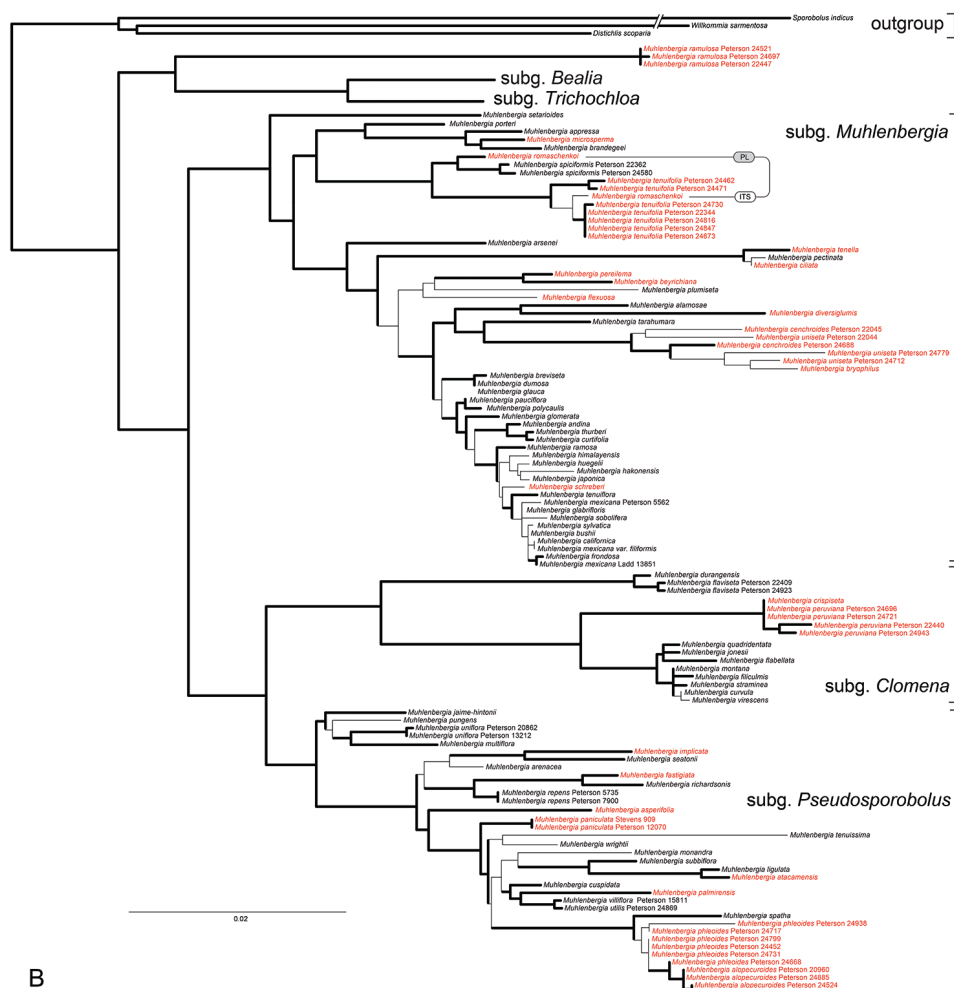 Sporobolus indicus
Willkommia sarmentosa
outgroup
Distichlis scoparia
Muhlenbergia ramulosa Peterson 24521
Muhlenbergia ramulosa Peterson 24697
Muhlenbergia ramulosa Peterson 22447
subg. Bealia
subg. Trichochloa
Muhlenbergia setarioides
Muhlenbergia porteri
subg. Muhlenbergia
Muhlenbergia appressa
Muhlenbergia microsperma
Muhlenbergia brandegeei
Muhlenbergia romaschenkoi
PL
Muhlenbergia spiciformis Peterson 22362
Muhlenbergia spiciformis Peterson 24580
Muhlenbergia tenuifolia Peterson 24462
Muhlenbergia tenuifolia Peterson 24471
Muhlenbergia romaschenkoi
ITS
Muhlenbergia tenuifolia Peterson 24730
Muhlenbergia tenuifolia Peterson 22344
Muhlenbergia tenuifolia Peterson 24816
Muhlenbergia tenuifolia Peterson 24847
Muhlenbergia tenuifolia Peterson 24673
Muhlenbergia arsenei
Muhlenbergia tenella
Muhlenbergia pectinata
Muhlenbergia ciliata
Muhlenbergia pereilema
Muhlenbergia beyrichiana
Muhlenbergia plumiseta
Muhlenbergia flexuosa
Muhlenbergia alamosae
Muhlenbergia diversiglumis
Muhlenbergia tarahumara
Muhlenbergia cenchroides Peterson 22045
Muhlenbergia uniseta Peterson 22044
Muhlenbergia cenchroides Peterson 24688
Muhlenbergia uniseta Peterson 24779
Muhlenbergia uniseta Peterson 24712
Muhlenbergia bryophilus
Muhlenbergia breviseta
Muhlenbergia dumosa
Muhlenbergia glauca
Muhlenbergia pauciflora
Muhlenbergia polycaulis
Muhlenbergia glomerata
Muhlenbergia andina
Muhlenbergia thurberi
Muhlenbergia curtifolia
Muhlenbergia ramosa
Muhlenbergia himalayensis
Muhlenbergia huegelii
Muhlenbergia hakonensis
Muhlenbergia japonica
Muhlenbergia schreberi
Muhlenbergia tenuiflora
Muhlenbergia mexicana Peterson 5562
Muhlenbergia glabrifloris
Muhlenbergia sobolifera
Muhlenbergia sylvatica
Muhlenbergia bushii
Muhlenbergia californica
Muhlenbergia mexicana var. filiformis
Muhlenbergia frondosa
Muhlenbergia mexicana Ladd 13851
Muhlenbergia durangensis
Muhlenbergia flaviseta Peterson 22409
Muhlenbergia flaviseta Peterson 24923
Muhlenbergia crispiseta
Muhlenbergia peruviana Peterson 24696
Muhlenbergia peruviana Peterson 24721
Muhlenbergia peruviana Peterson 22440
Muhlenbergia peruviana Peterson 24943
Muhlenbergia quadridentata
Muhlenbergia jonesii
Muhlenbergia flabellata
Muhlenbergia montana
Muhlenbergia filiculmis
Muhlenbergia straminea
subg. Clomena
Muhlenbergia curvula
Muhlenbergia virescens
Muhlenbergia jaime-hintonii
Muhlenbergia pungens
Muhlenbergia uniflora Peterson 20862
Muhlenbergia uniflora Peterson 13212
Muhlenbergia multiflora
Muhlenbergia implicata
Muhlenbergia seatonii
Muhlenbergia arenacea
Muhlenbergia fastigiata
Muhlenbergia richardsonis
Muhlenbergia repens Peterson 5735
Muhlenbergia repens Peterson 7900
subg. Pseudosporobolus
Muhlenbergia asperifolia
Muhlenbergia paniculata Stevens 909
Muhlenbergia paniculata Peterson 12070
Muhlenbergia tenuissima
Muhlenbergia wrightii
Muhlenbergia monandra
Muhlenbergia subbiflora
Muhlenbergia ligulata
Muhlenbergia atacamensis
Muhlenbergia cuspidata
Muhlenbergia palmirensis
Muhlenbergia villiflora Peterson 15811
Muhlenbergia utilis Peterson 24869
0.02
Muhlenbergia spatha
Muhlenbergia phleoides Peterson 24938
Muhlenbergia phleoides Peterson 24717
Muhlenbergia phleoides Peterson 24799
Muhlenbergia phleoides Peterson 24452
Muhlenbergia phleoides Peterson 24731
Muhlenbergia phleoides Peterson 24668
Muhlenbergia alopecuroides Peterson 20960
Muhlenbergia alopecuroides Peterson 24885
Muhlenbergia alopecuroides Peterson 24524
B